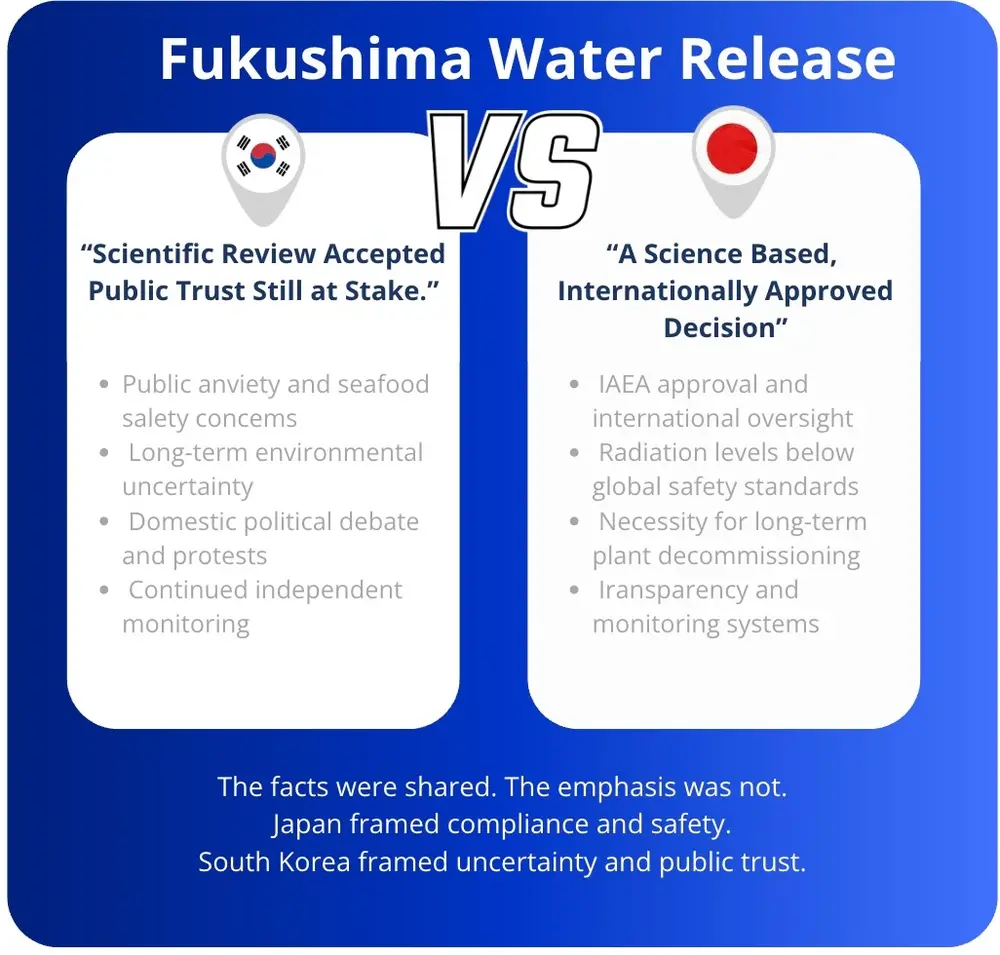 Fukushima Water Release
VS
“Scientific Review Accepted
Public Trust Still at Stake.”
• Public anviety and seafood
salety concems
• Long-term environmental
uncertainty
• Domestic political debate
and protests
• Continued independent
monitoring
“A Science Based,
Internationally Approved
Decision”
• IAEA approval and
international oversight
• Radiation levels below
global safety standards
• Necessity for long-term
plant decommissioning
• Iransparency and
monitoring systems
The facts were shared. The emphasis was not.
Japan framed compliance and safety.
South Korea framed uncertainty and public trust.